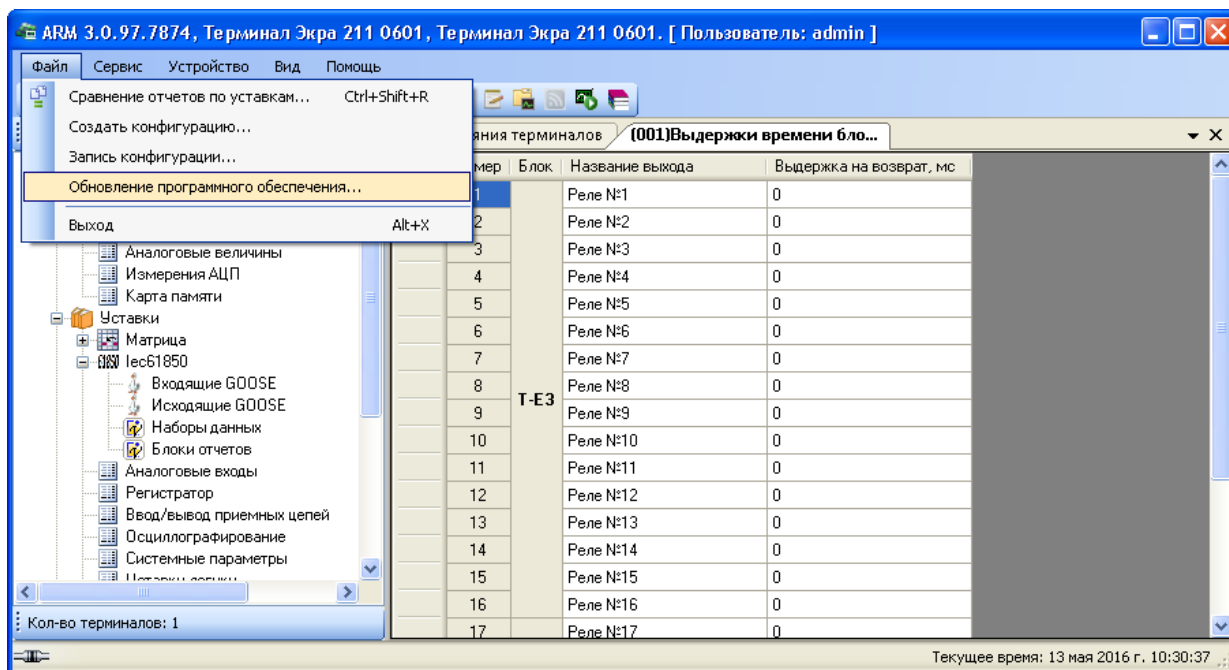 ARM 3.0.97.7874, Терминал Экра 211 0601, Терминал Экра 211 0601. [ Пользователь: admin ]
Файл Сервис Устройство Вид Помощь
Сравнение отчетов по уставкам... Ctrl+Shift+R
Создать конфигурацию...
Запись конфигурации...
Обновление программного обеспечения...
Выход Alt+X
яния терминалов (001)Выдержки времени бло...
мер Блок Название выхода Выдержка на возврат, мс
1 Реле №1 0
2 Реле №2 0
3 Реле №3 0
4 Реле №4 0
5 Реле №5 0
6 Реле №6 0
7 Реле №7 0
8 Реле №8 0
T-E3
9 Реле №9 0
10 Реле №10 0
11 Реле №11 0
12 Реле №12 0
13 Реле №13 0
14 Реле №14 0
15 Реле №15 0
16 Реле №16 0
17 Реле №17 0
Аналоговые величины
Измерения АЦП
Карта памяти
Уставки
Матрица
Iec61850
Входящие GOOSE
Исходящие GOOSE
Наборы данных
Блоки отчетов
Аналоговые входы
Регистратор
Ввод/вывод приемных цепей
Осциллографирование
Системные параметры
Уставки логики
Кол-во терминалов: 1
Текущее время: 13 мая 2016 г. 10:30:37